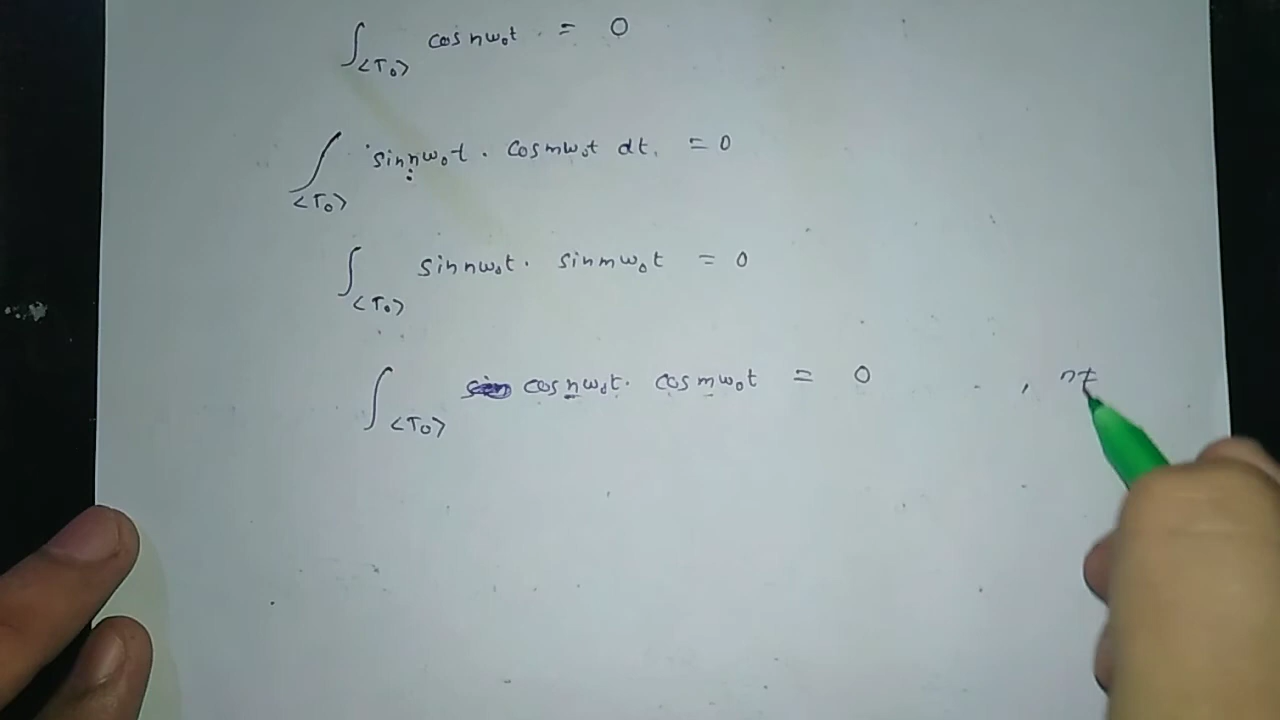 ∫<T₀> cos nω₀t . = 0
∫<T₀> sin nω₀t . cos mω₀t dt. = 0
∫<T₀> sin nω₀t . sin mω₀t = 0
∫<T₀> cos nω₀t . cos mω₀t = 0 , n